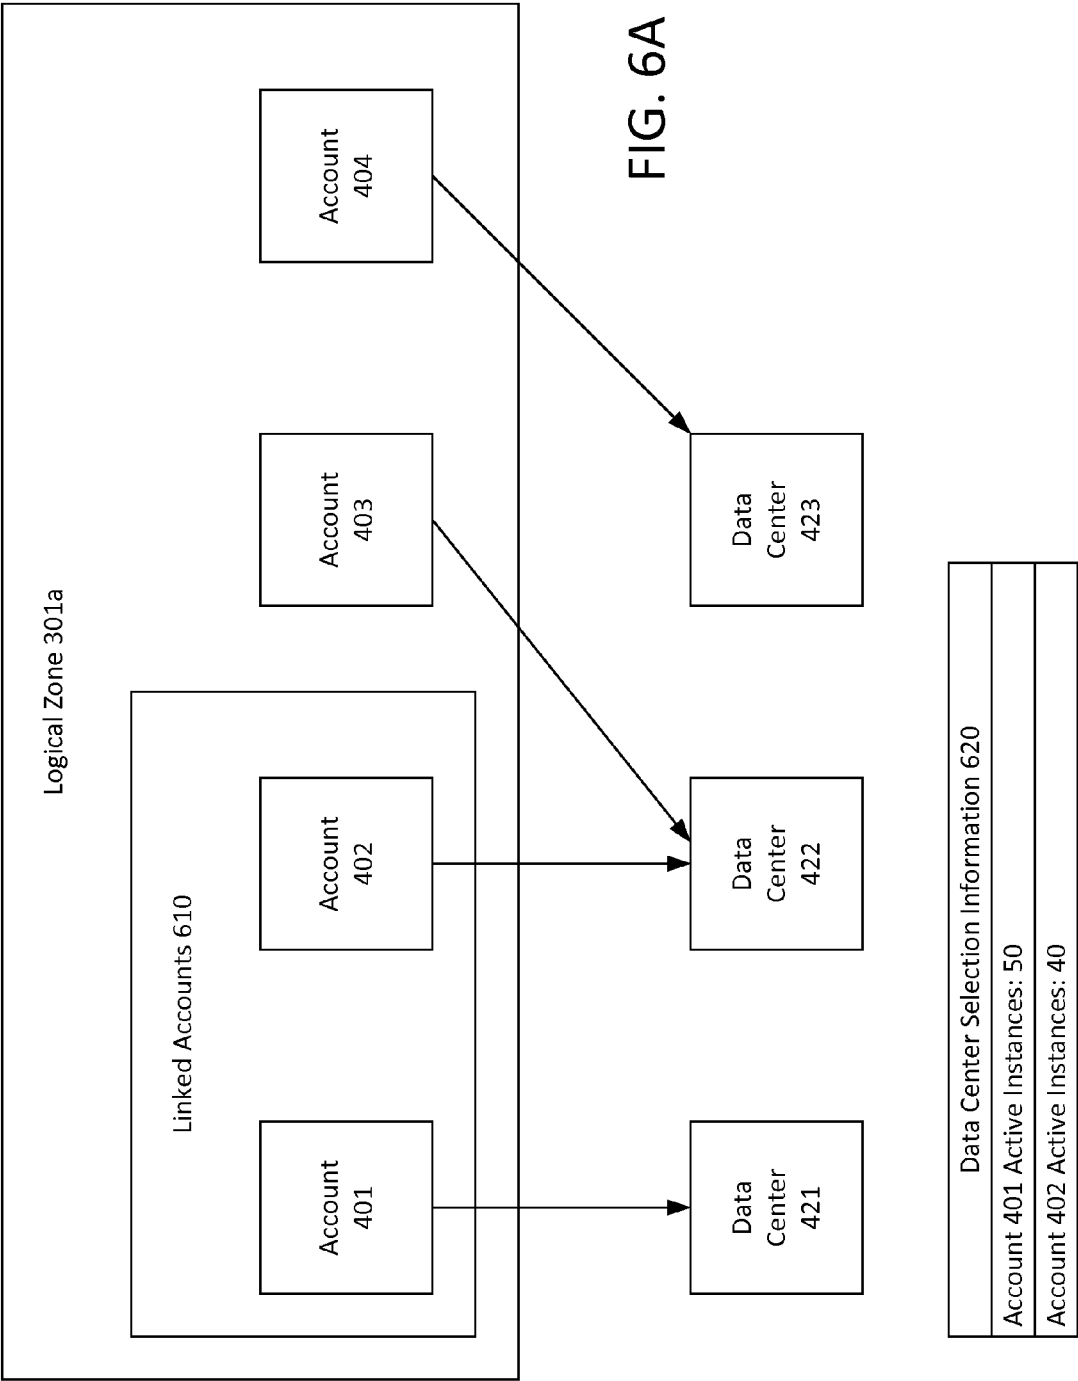 Logical Zone 301a
Linked Accounts 610
Account
401
Account
402
Account
403
Account
404
Data
Center
421
Data
Center
422
Data
Center
423
Data Center Selection Information 620
Account 401 Active Instances: 50
Account 402 Active Instances: 40
FIG. 6A